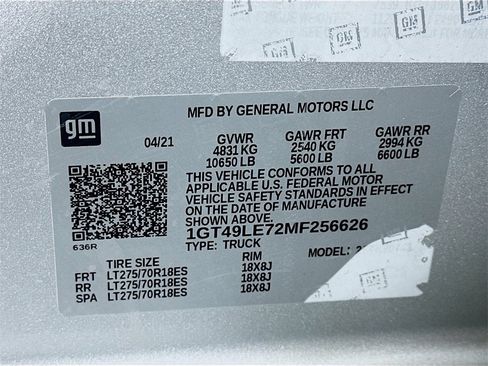 gm
gm
MFD BY GENERAL MOTORS LLC
04/21 GVWR GAWR FRT GAWR RR
4831 KG 2540 KG 2994 KG
10650 LB 5600 LB 6600 LB
THIS VEHICLE CONFORMS TO ALL
APPLICABLE U.S. FEDERAL MOTOR
VEHICLE SAFETY STANDARDS IN EFFECT
ON THE DATE OF MANUFACTURE
SHOWN ABOVE.
1GT49LE72MF256626
636R
TYPE: TRUCK MODEL:
TIRE SIZE RIM
FRT LT275/70R18ES 18X8J
RR LT275/70R18ES 18X8J
SPA LT275/70R18ES 18X8J